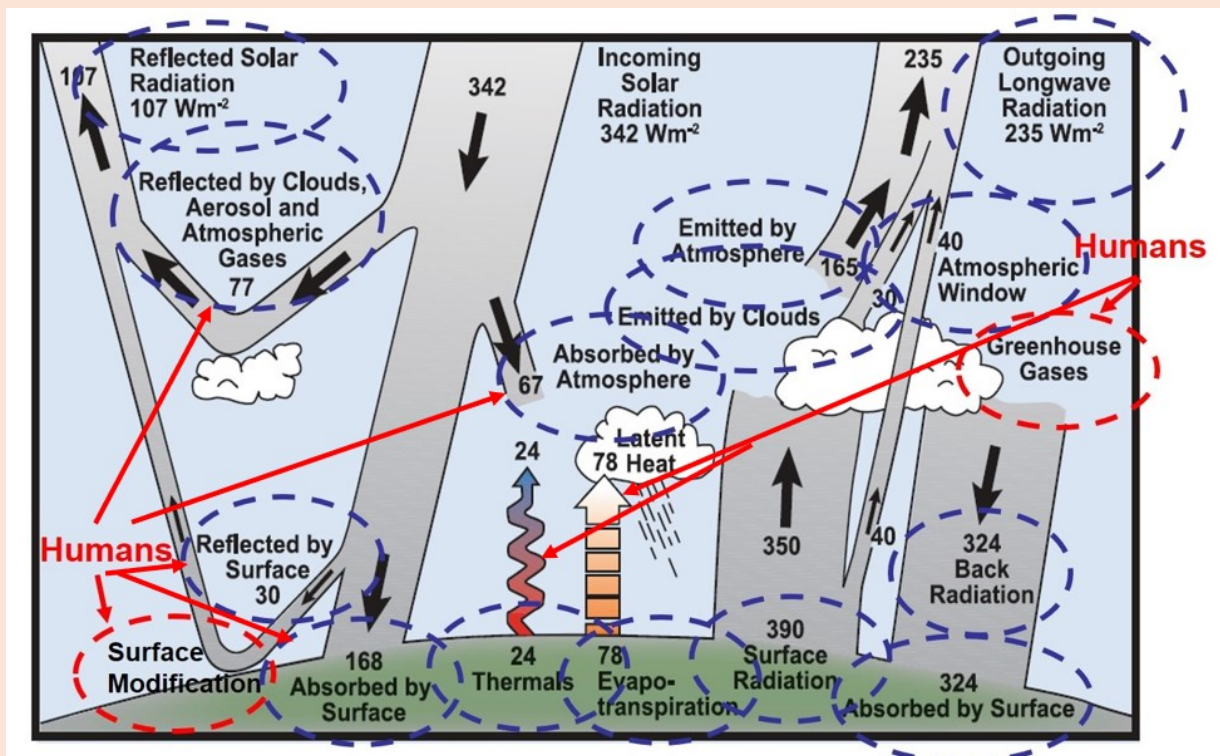 107
Reflected Solar
Radiation
107 Wm-2
342
Incoming
Solar
Radiation
342 Wm-2
235
Outgoing
Longwave
Radiation
235 Wm-2
Reflected by Clouds,
Aerosol and
Atmospheric
Gases
77
Emitted by
Atmosphere
165
40
Atmospheric
Window
Humans
Emitted by Clouds
30
Absorbed by
Atmosphere
67
Greenhouse
Gases
24
Latent
78 Heat
Humans
Reflected by
Surface
30
350
40
324
Back
Radiation
Surface
Modification
168
Absorbed by
Surface
24
Thermals
78
Evapo-
transpiration
390
Surface
Radiation
324
Absorbed by Surface